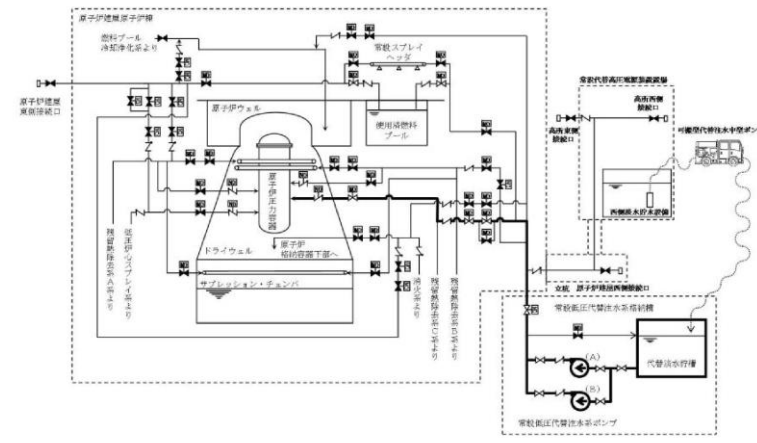 原子炉建屋原子炉棟
燃料プール
冷却浄化系より
常設スプレイ
ヘッダ
原子炉建屋
東側接続口
原子炉ウェル
使用済燃料
プール
原子炉圧力容器
ドライウェル
原子炉
格納容器下部へ
サプレッション・チェンバ
残留熱除去系A系より
低圧炉心スプレイ系より
消火系より
残留熱除去系C系より
残留熱除去系B系より
常設代替高圧電源装置置場
高所東側
接続口
高所西側
接続口
可搬型代替注水中型ポンプ
西側淡水貯水設備
立坑
原子炉建屋西側接続口
常設低圧代替注水系格納槽
代替淡水貯槽
(A)
(B)
常設低圧代替注水系ポンプ